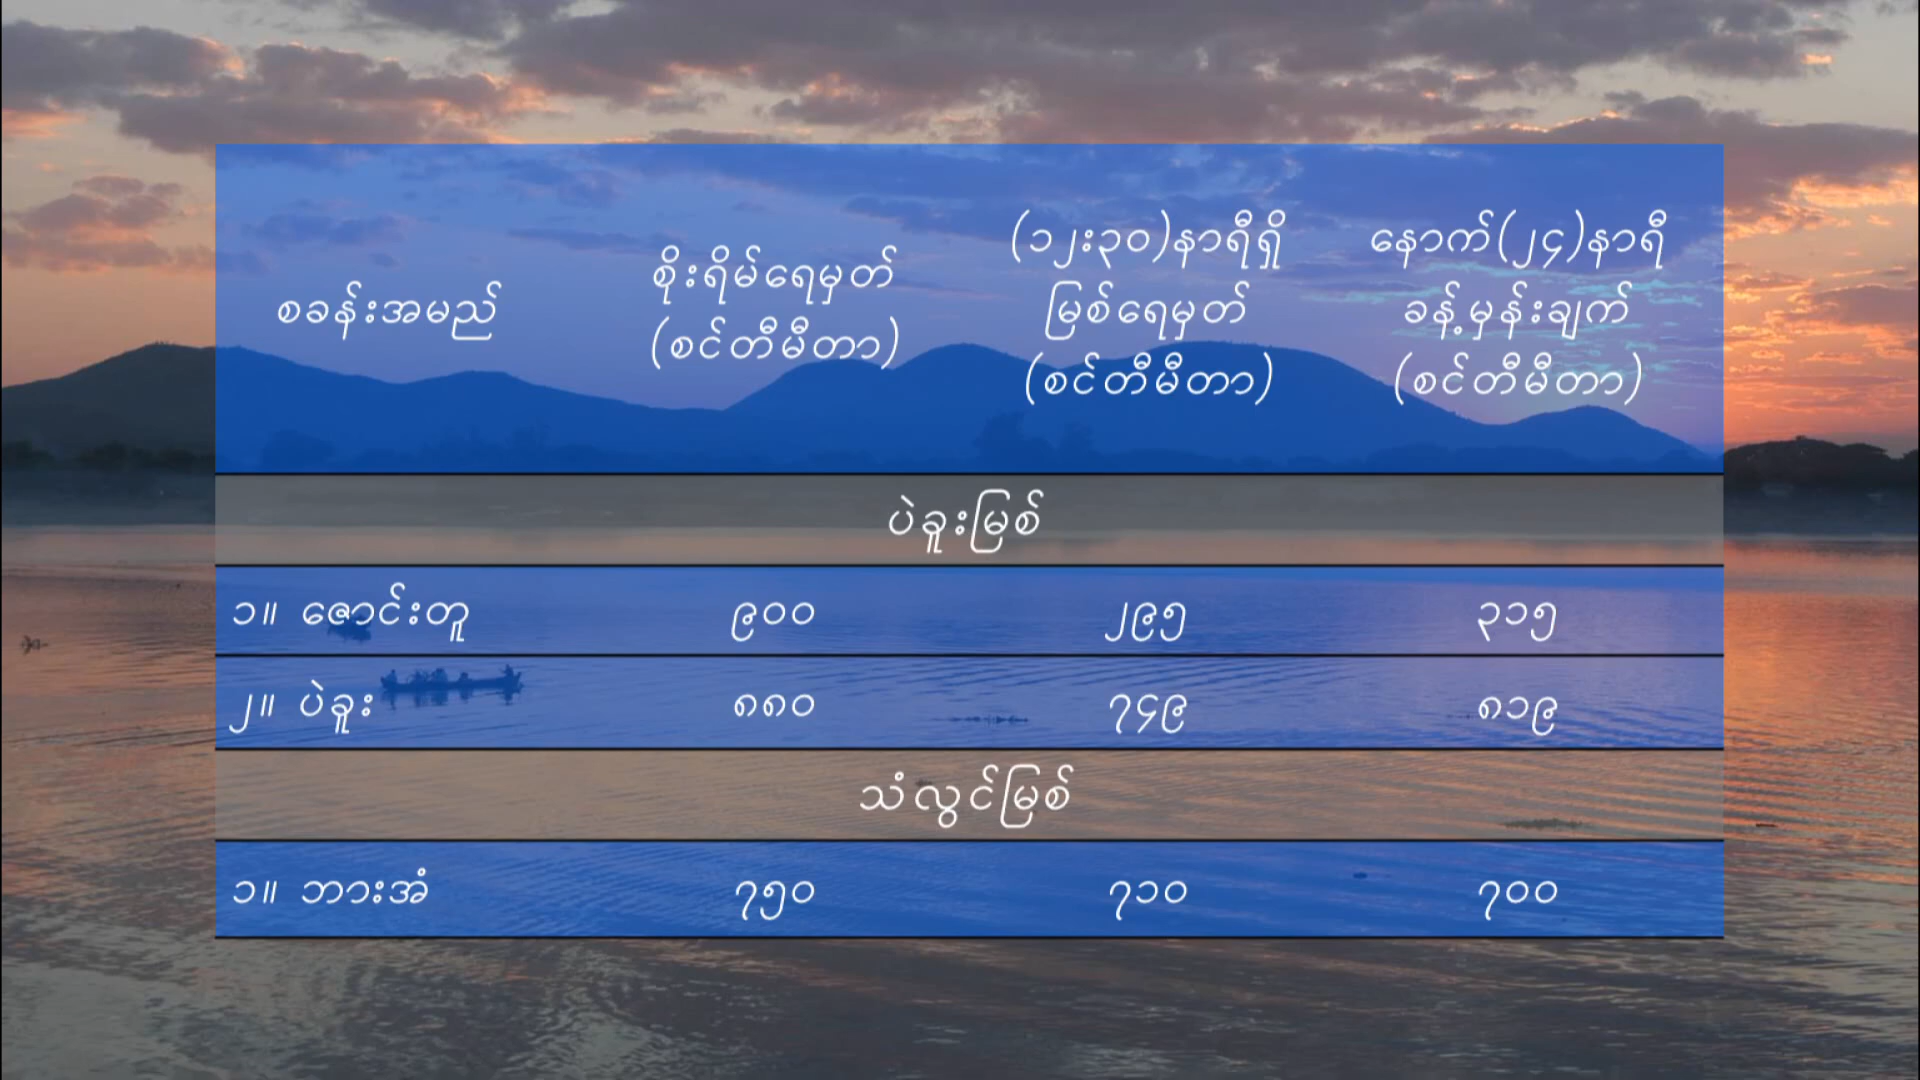 စခန်းအမည်
စိုးရိမ်ရေမှတ်
(စင်တီမီတာ)
(၁၂း၃၀)နာရီရှိ
မြစ်ရေမှတ်
(စင်တီမီတာ)
နောက်(၂၄)နာရီ
ခန့်မှန်းချက်
(စင်တီမီတာ)
ပဲခူးမြစ်
၁။ ဇောင်းတူ ၉၀၀ ၂၉၅ ၃၁၅
၂။ ပဲခူး ၈၈၀ ၇၄၉ ၈၁၉
သံလွင်မြစ်
၁။ ဘားအံ ၇၅၀ ၇၁၀ ၇၀၀